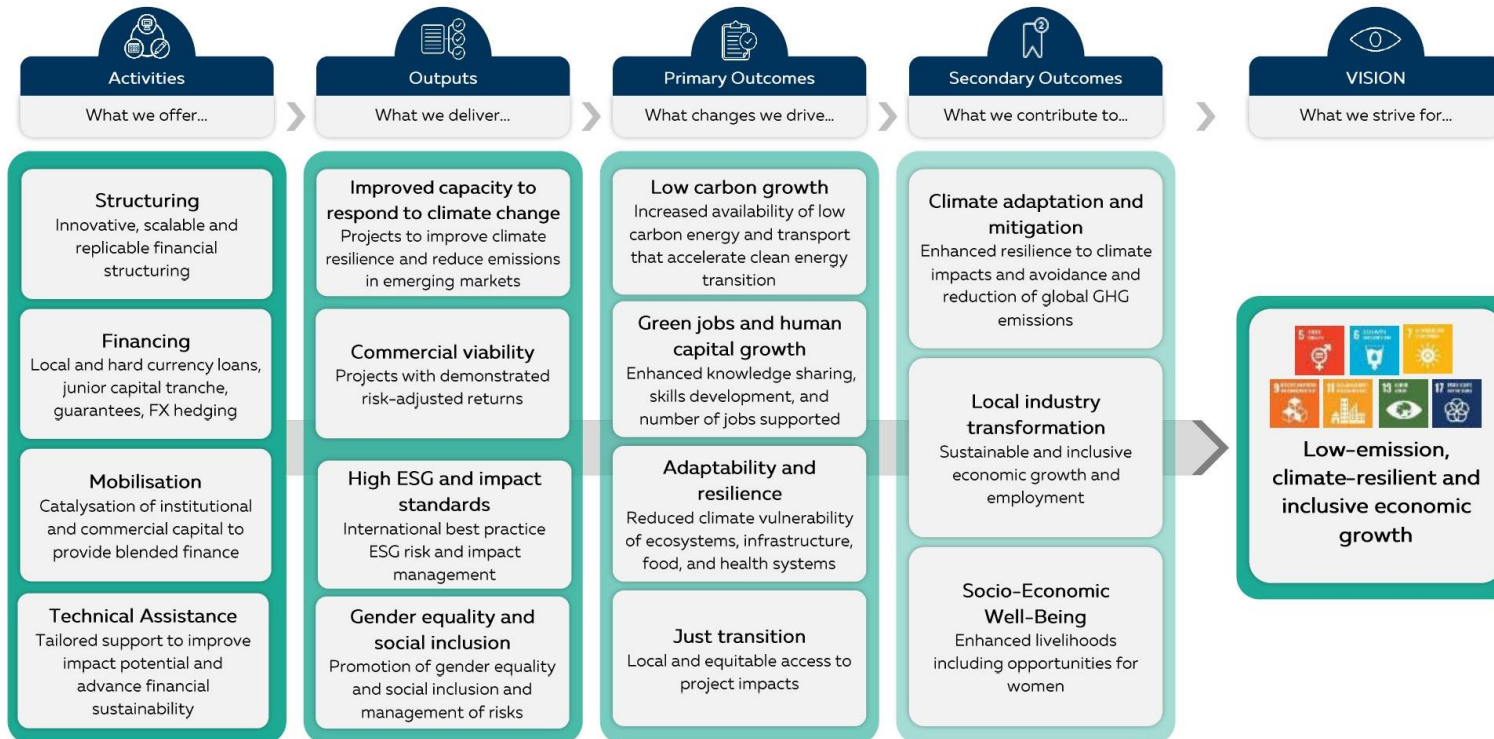 2
Activities
Outputs
Primary Outcomes
Secondary Outcomes
VISION
What we offer...
What we deliver...
What changes we drive...
What we contribute to...
What we strive for...
Structuring
Innovative, scalable and
replicable financial
structuring
Financing
Local and hard currency loans,
junior capital tranche,
guarantees, FX hedging
Mobilisation
Catalysation of institutional
and commercial capital to
provide blended finance
Technical Assistance
Tailored support to improve
impact potential and
advance financial
sustainability
Improved capacity to
respond to climate change
Projects to improve climate
resilience and reduce emissions
in emerging markets
Commercial viability
Projects with demonstrated
risk-adjusted returns
High ESG and impact
standards
International best practice
ESG risk and impact
management
Gender equality and
social inclusion
Promotion of gender equality
and social inclusion and
management of risks
Low carbon growth
Increased availability of low
carbon energy and transport
that accelerate clean energy
transition
Green jobs and human
capital growth
Enhanced knowledge sharing,
skills development, and
number of jobs supported
Adaptability and
resilience
Reduced climate vulnerability
of ecosystems, infrastructure,
food, and health systems
Just transition
Local and equitable access to
project impacts
Climate adaptation and
mitigation
Enhanced resilience to climate
impacts and avoidance and
reduction of global GHG
emissions
Local industry
transformation
Sustainable and inclusive
economic growth and
employment
Socio-Economic
Well-Being
Enhanced livelihoods
including opportunities for
women
5
6
7
9
11
13
17
Low-emission,
climate-resilient and
inclusive economic
growth